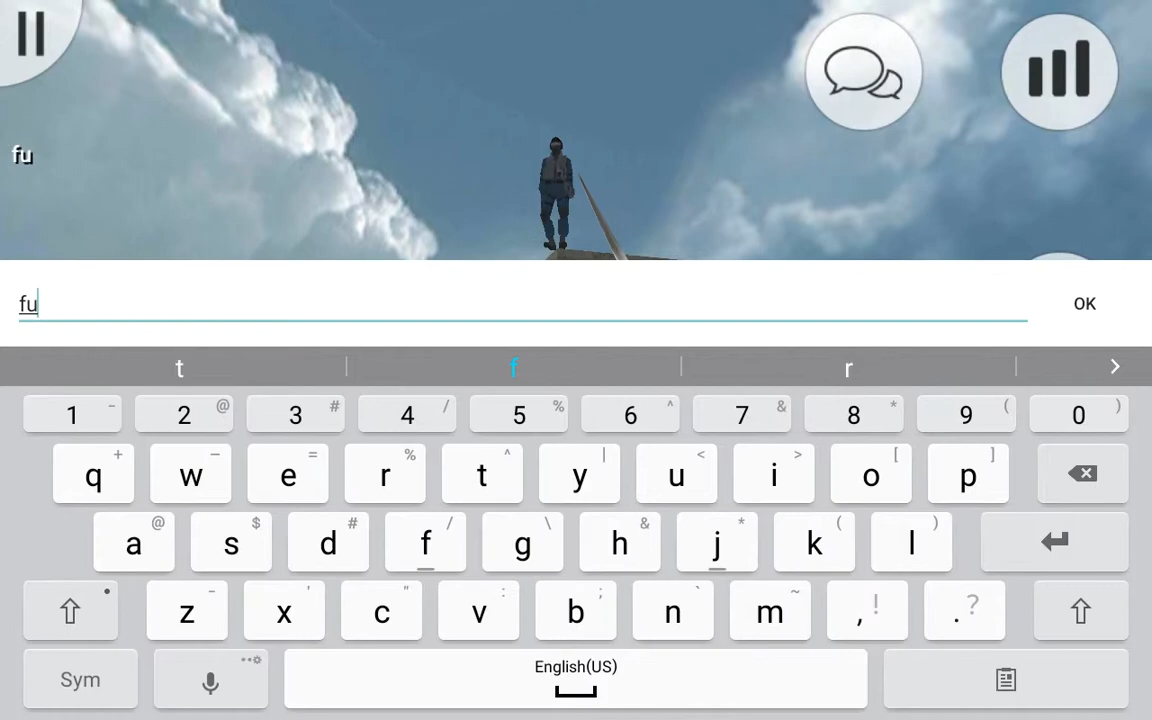 fu
fu OK
t f r
1 - 2 @ 3 # 4 / 5 % 6 ^ 7 & 8 * 9 ( 0 )
q + w - e = r % t ^ y | u < i > o [ p ]
a @ s $ d # f / g \ h & j * k ( l )
z - x ' c " v : b ; n ` m ~ , ! . ?
Sym English(US)